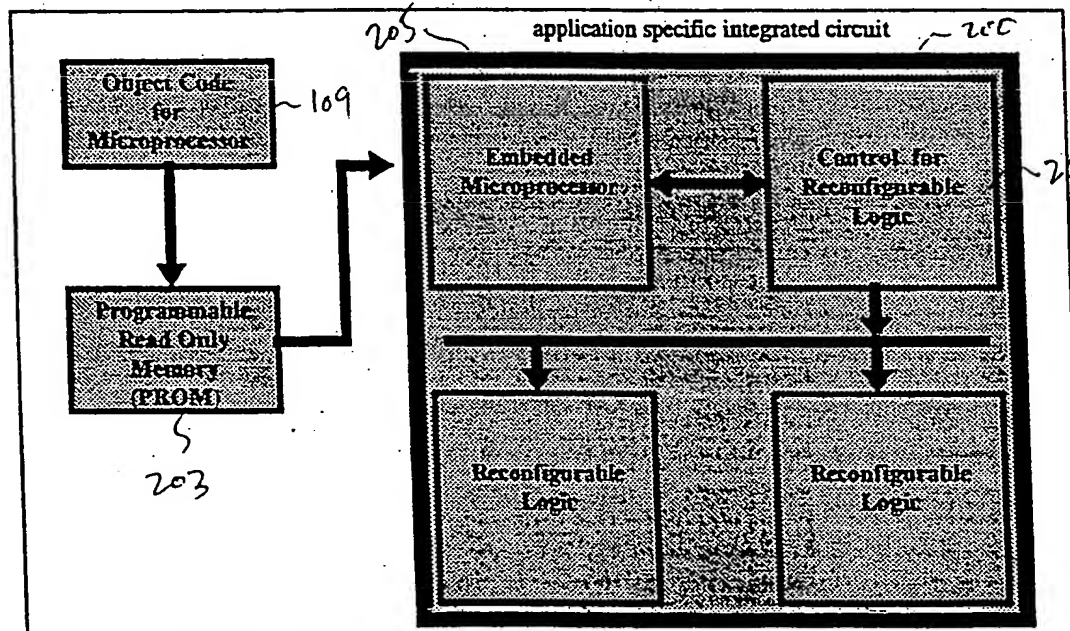 205
application specific integrated circuit
Object Code
for
Microprocessor
109
Embedded
Microprocessor
Control for
Reconfigurable
Logic
2
Programmable
Read Only
Memory
(PROM)
203
Reconfigurable
Logic
Reconfigurable
Logic